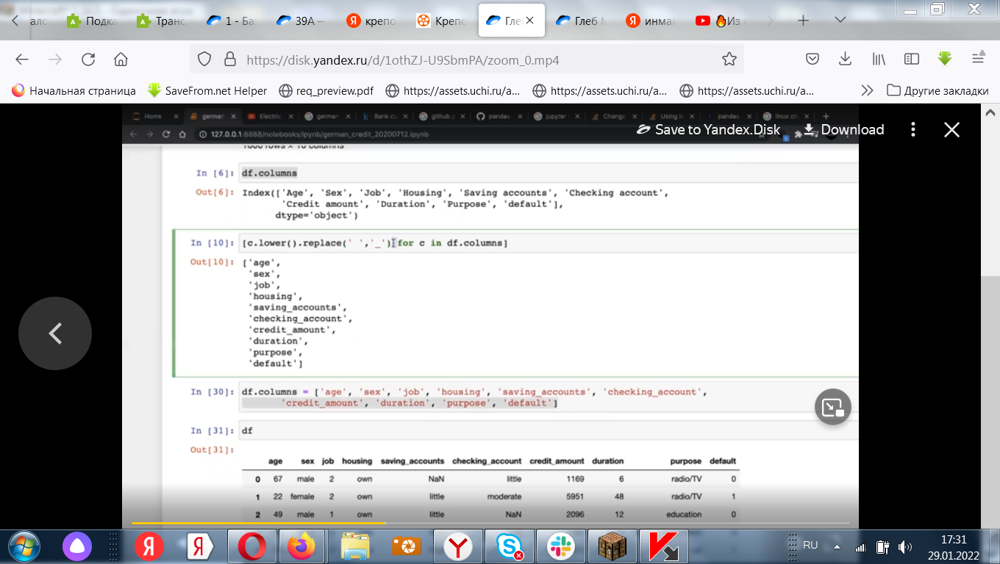 алс Подка Транс 1 - Ба: 39А — крепо Крепо Глеб Глеб М инмай 🔥Из
https://disk.yandex.ru/d/1othZJ-U9SbmPA/zoom_0.mp4
Начальная страница SaveFrom.net Helper req_preview.pdf https://assets.uchi.ru/a... https://assets.uchi.ru/a... https://assets.uchi.ru/a... Другие закладки
Home german Electric german Bank cu github p pandas jupyter Change Using b pandas linux ch
127.0.0.1:8888/notebooks/ipynb/german_credit_20200712.ipynb Save to Yandex.Disk Download
1000 rows × 10 columns
In [6]: df.columns
Out[6]: Index(['Age', 'Sex', 'Job', 'Housing', 'Saving accounts', 'Checking account',
'Credit amount', 'Duration', 'Purpose', 'default'],
dtype='object')
In [10]: [c.lower().replace(' ','_') for c in df.columns]
Out[10]: ['age',
'sex',
'job',
'housing',
'saving_accounts',
'checking_account',
'credit_amount',
'duration',
'purpose',
'default']
In [30]: df.columns = ['age', 'sex', 'job', 'housing', 'saving_accounts', 'checking_account',
'credit_amount', 'duration', 'purpose', 'default']
In [31]: df
Out[31]:
age sex job housing saving_accounts checking_account credit_amount duration purpose default
0 67 male 2 own NaN little 1169 6 radio/TV 0
1 22 female 2 own little moderate 5951 48 radio/TV 1
2 49 male 1 own little NaN 2096 12 education 0
RU 17:31
29.01.2022